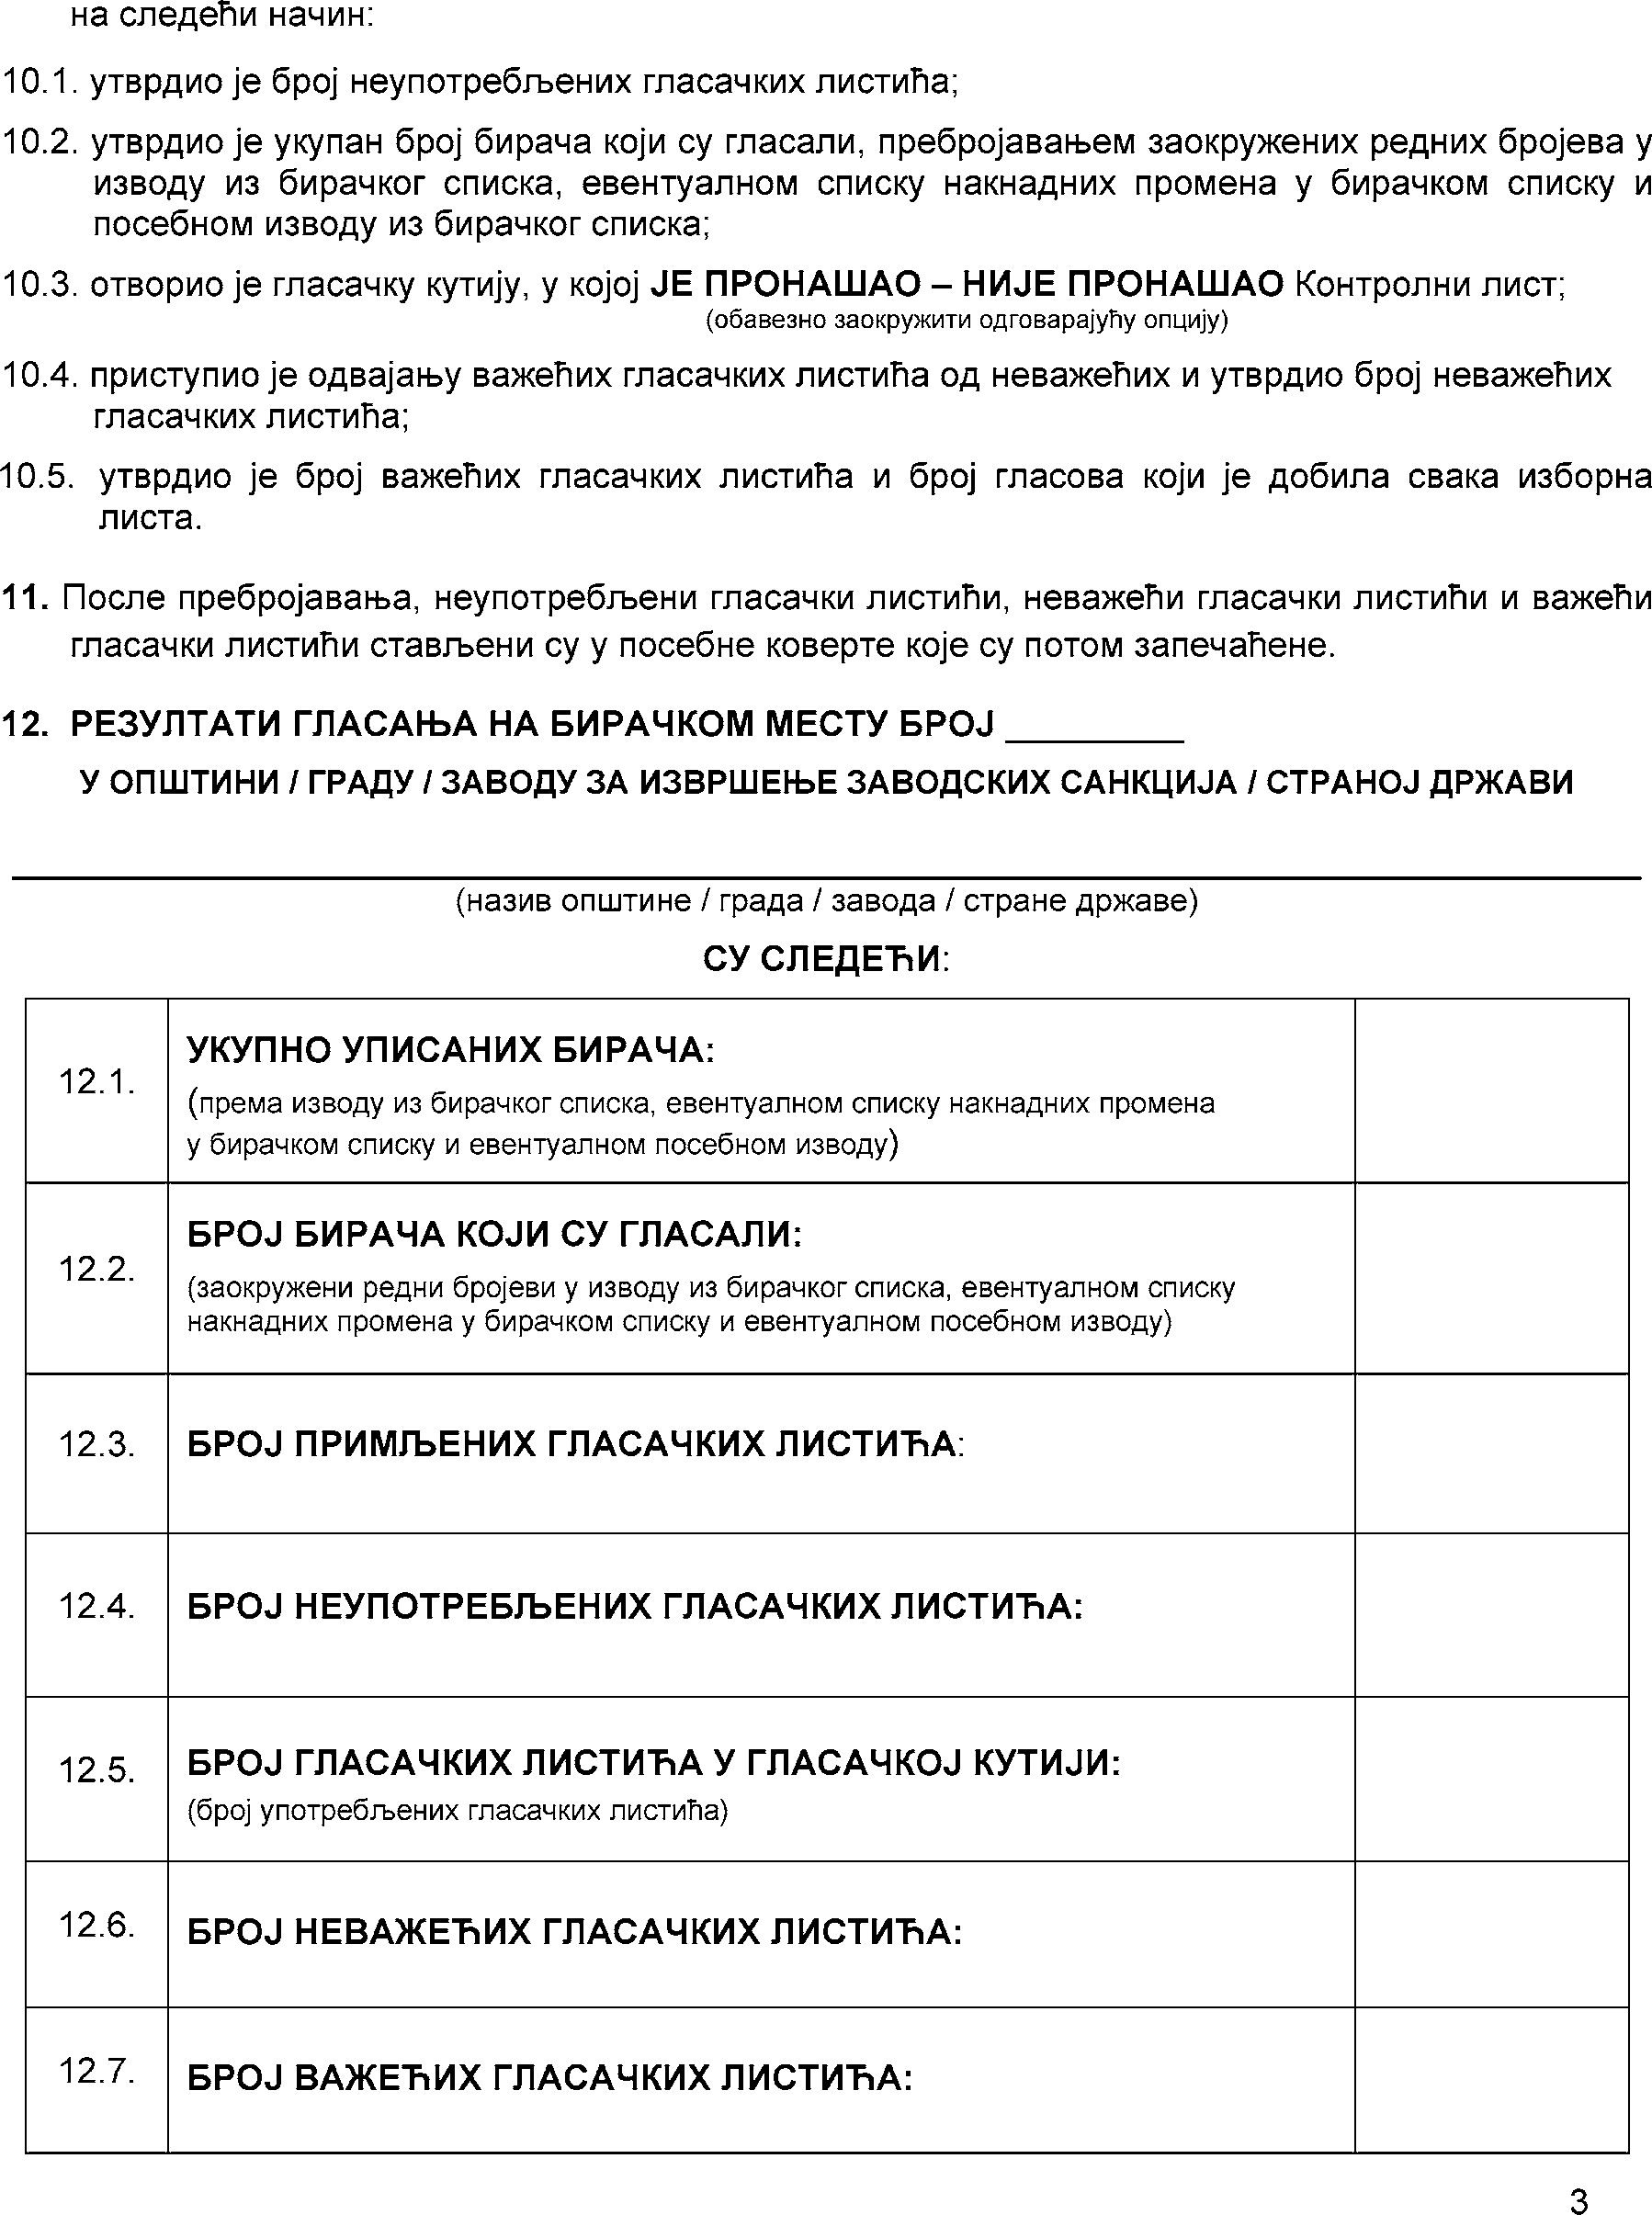 на следећи начин:
10.1. утврдио је број неупотребљених гласачких листића;
10.2. утврдио је укупан број бирача који су гласали, пребројавањем заокружених редних бројева у
изводу из бирачког списка, евентуалном списку накнадних промена у бирачком списку и
посебном изводу из бирачког списка;
10.3. отворио је гласачку кутију, у којој ЈЕ ПРОНАШАО – НИЈЕ ПРОНАШАО Контролни лист;
(обавезно заокружити одговарајућу опцију)
10.4. приступио је одвајању важећих гласачких листића од неважећих и утврдио број неважећих
гласачких листића;
10.5. утврдио је број важећих гласачких листића и број гласова који је добила свака изборна
листа.
11. После пребројавања, неупотребљени гласачки листићи, неважећи гласачки листићи и важећи
гласачки листићи стављени су у посебне коверте које су потом запечаћене.
12. РЕЗУЛТАТИ ГЛАСАЊА НА БИРАЧКОМ МЕСТУ БРОЈ _________
У ОПШТИНИ / ГРАДУ / ЗАВОДУ ЗА ИЗВРШЕЊЕ ЗАВОДСКИХ САНКЦИЈА / СТРАНОЈ ДРЖАВИ
(назив општине / града / завода / стране државе)
СУ СЛЕДЕЋИ:
12.1. УКУПНО УПИСАНИХ БИРАЧА:
(према изводу из бирачког списка, евентуалном списку накнадних промена
у бирачком списку и евентуалном посебном изводу)
12.2. БРОЈ БИРАЧА КОЈИ СУ ГЛАСАЛИ:
(заокружени редни бројеви у изводу из бирачког списка, евентуалном списку
накнадних промена у бирачком списку и евентуалном посебном изводу)
12.3. БРОЈ ПРИМЉЕНИХ ГЛАСАЧКИХ ЛИСТИЋА:
12.4. БРОЈ НЕУПОТРЕБЉЕНИХ ГЛАСАЧКИХ ЛИСТИЋА:
12.5. БРОЈ ГЛАСАЧКИХ ЛИСТИЋА У ГЛАСАЧКОЈ КУТИЈИ:
(број употребљених гласачких листића)
12.6. БРОЈ НЕВАЖЕЋИХ ГЛАСАЧКИХ ЛИСТИЋА:
12.7. БРОЈ ВАЖЕЋИХ ГЛАСАЧКИХ ЛИСТИЋА:
3